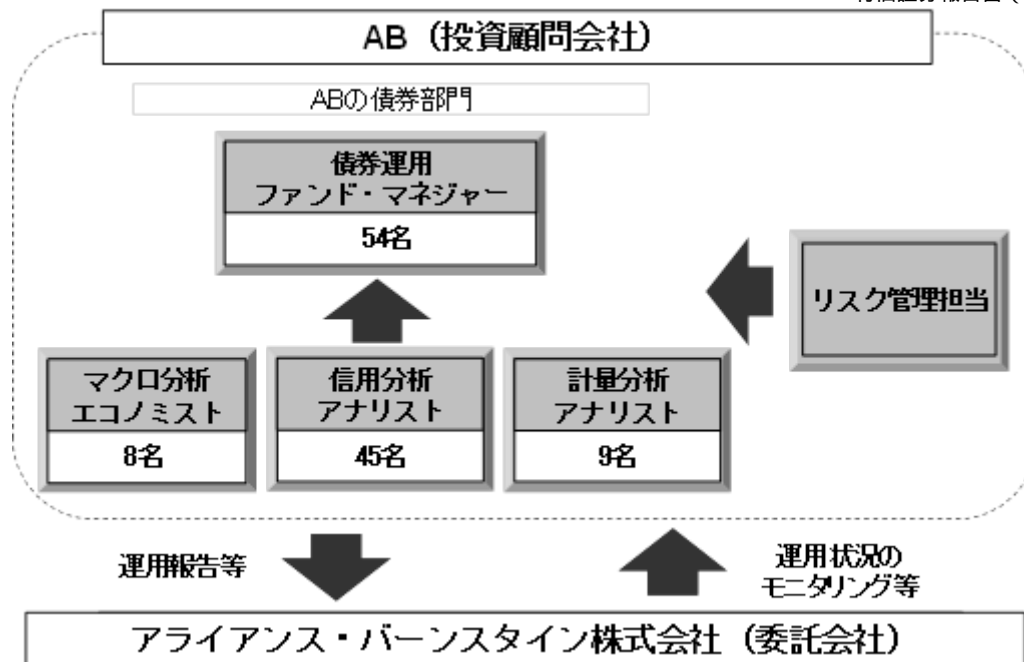 AB（投資顧問会社）
ABの債券部門
債券運用
ファンド・マネジャー
54名
リスク管理担当
マクロ分析
エコノミスト
8名
信用分析
アナリスト
45名
計量分析
アナリスト
9名
運用報告等
運用状況の
モニタリング等
アライアンス・バーンスタイン株式会社（委託会社）